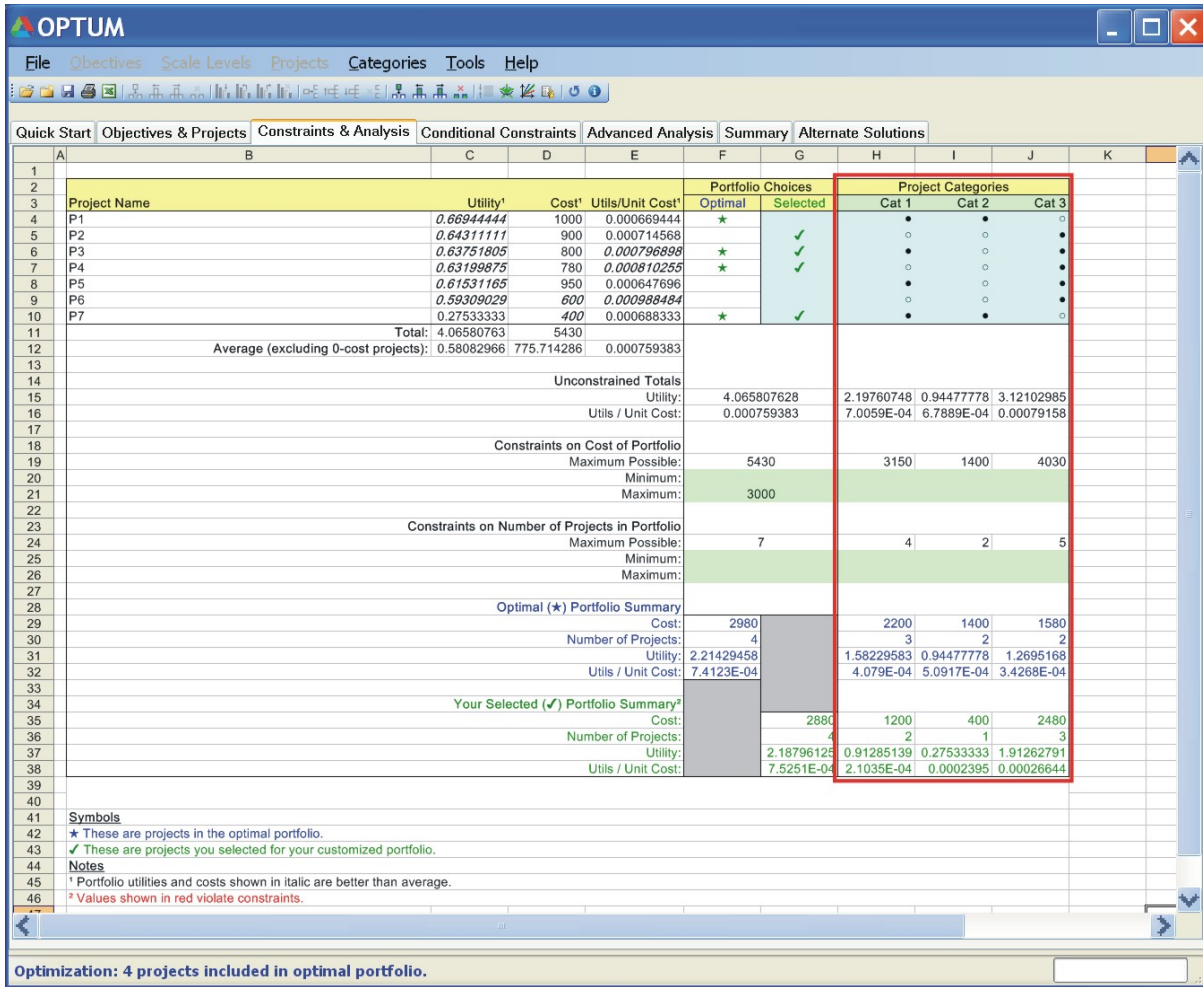 OPTUM
File Obectives Scale Levels Projects Categories Tools Help
Quick Start Objectives & Projects Constraints & Analysis Conditional Constraints Advanced Analysis Summary Alternate Solutions
A B C D E F G H I J K
1
2 Portfolio Choices Project Categories
3 Project Name Utility¹ Cost¹ Utils/Unit Cost¹ Optimal Selected Cat 1 Cat 2 Cat 3
4 P1 0.66944444 1000 0.000669444 ★ ● ● ○
5 P2 0.64311111 900 0.000714568 ✓ ○ ○ ●
6 P3 0.63751805 800 0.000796898 ★ ✓ ● ○ ●
7 P4 0.63199875 780 0.000810255 ★ ✓ ○ ○ ●
8 P5 0.61531165 950 0.000647696 ● ○ ●
9 P6 0.59309029 600 0.000988484 ○ ○ ●
10 P7 0.27533333 400 0.000688333 ★ ✓ ● ● ○
11 Total: 4.06580763 5430
12 Average (excluding 0-cost projects): 0.58082966 775.714286 0.000759383
13
14 Unconstrained Totals
15 Utility: 4.065807628 2.19760748 0.94477778 3.12102985
16 Utils / Unit Cost: 0.000759383 7.0059E-04 6.7889E-04 0.00079158
17
18 Constraints on Cost of Portfolio
19 Maximum Possible: 5430 3150 1400 4030
20 Minimum:
21 Maximum: 3000
22
23 Constraints on Number of Projects in Portfolio
24 Maximum Possible: 7 4 2 5
25 Minimum:
26 Maximum:
27
28 Optimal (★) Portfolio Summary
29 Cost: 2980 2200 1400 1580
30 Number of Projects: 4 3 2 2
31 Utility: 2.21429458 1.58229583 0.94477778 1.2695168
32 Utils / Unit Cost: 7.4123E-04 4.079E-04 5.0917E-04 3.4268E-04
33
34 Your Selected (✓) Portfolio Summary²
35 Cost: 2880 1200 400 2480
36 Number of Projects: 4 2 1 3
37 Utility: 2.18796125 0.91285139 0.27533333 1.91262791
38 Utils / Unit Cost: 7.5251E-04 2.1035E-04 0.0002395 0.00026644
39
40
41 Symbols
42 ★ These are projects in the optimal portfolio.
43 ✓ These are projects you selected for your customized portfolio.
44 Notes
45 ¹ Portfolio utilities and costs shown in italic are better than average.
46 ² Values shown in red violate constraints.
47
Optimization: 4 projects included in optimal portfolio.